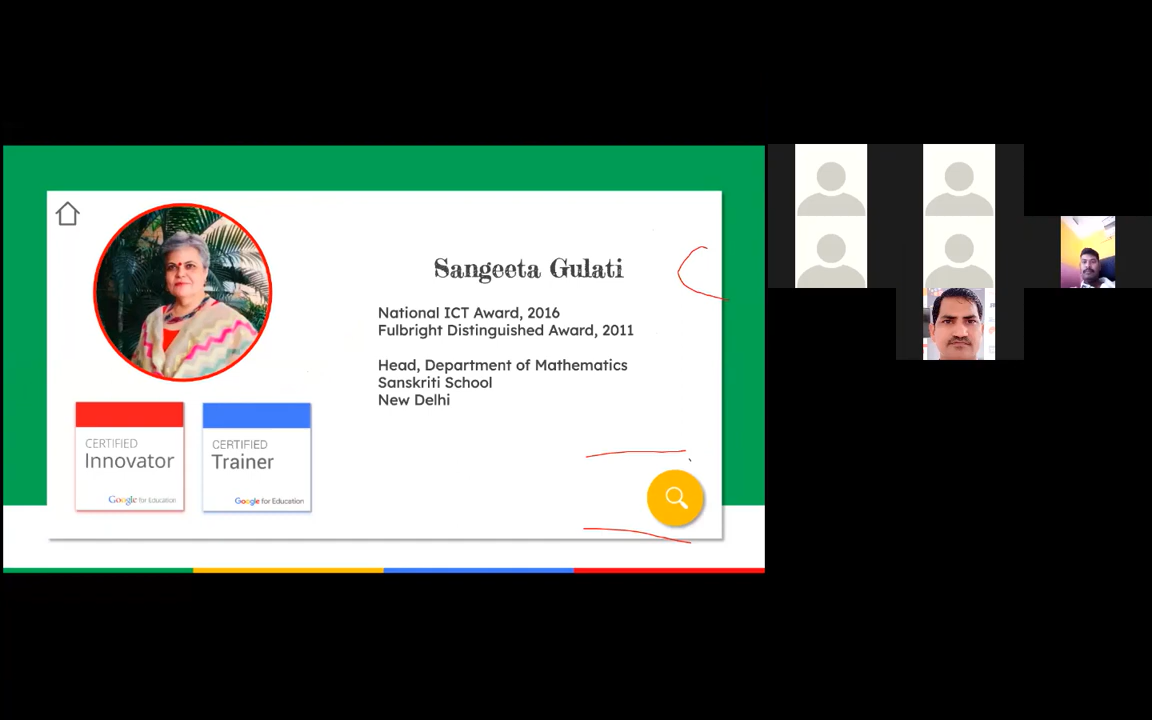 Sangeeta Gulati
National ICT Award, 2016
Fulbright Distinguished Award, 2011
Head, Department of Mathematics
Sanskriti School
New Delhi
CERTIFIED
Innovator
Google for Education
CERTIFIED
Trainer
Google for Education